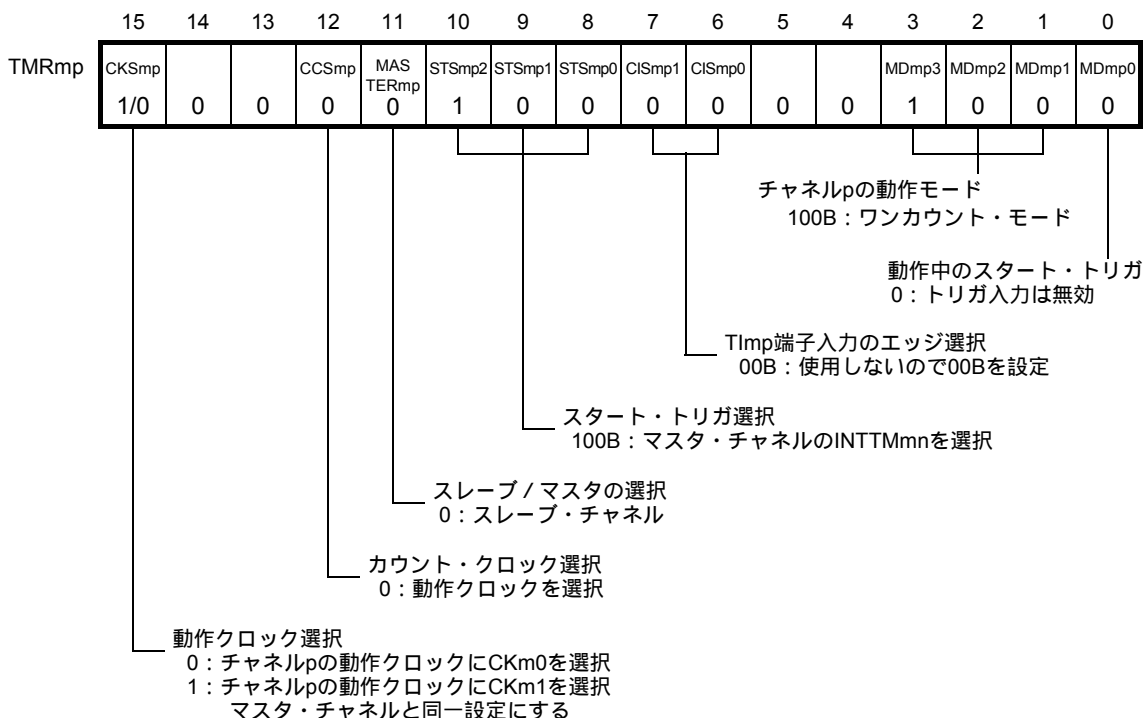 15 14 13 12 11 10 9 8 7 6 5 4 3 2 1 0
TMRmp CKSmp CCSmp MAS TERmp STSmp2 STSmp1 STSmp0 CISmp1 CISmp0 MDmp3 MDmp2 MDmp1 MDmp0
1/0 0 0 0 0 1 0 0 0 0 0 0 1 0 0 0
チャネルpの動作モード
100B：ワンカウント・モード
動作中のスタート・トリガ
0：トリガ入力は無効
TImp端子入力のエッジ選択
00B：使用しないので00Bを設定
スタート・トリガ選択
100B：マスタ・チャネルのINTTMmnを選択
スレーブ／マスタの選択
0：スレーブ・チャネル
カウント・クロック選択
0：動作クロックを選択
動作クロック選択
0：チャネルpの動作クロックにCKm0を選択
1：チャネルpの動作クロックにCKm1を選択
マスタ・チャネルと同一設定にする